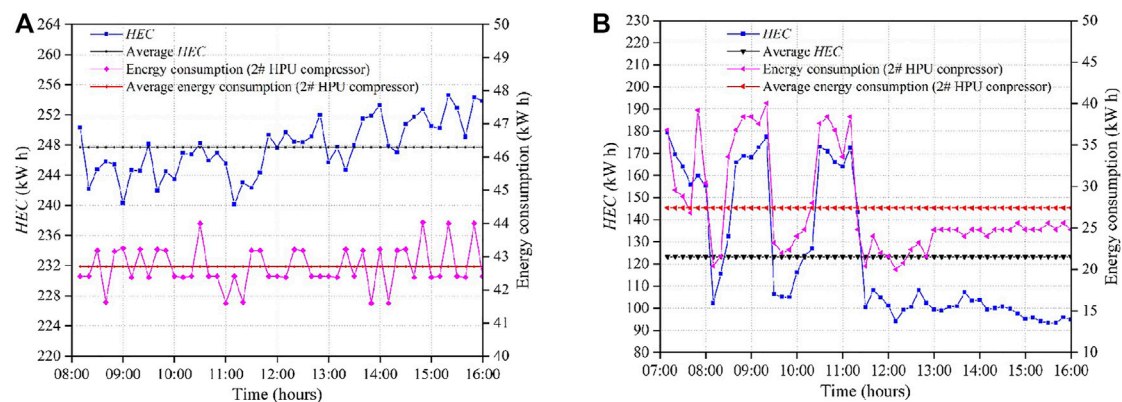 A
HEC (kW h)
264
260
256
252
248
244
240
236
232
228
224
220
HEC
Average HEC
Energy consumption (2# HPU compressor)
Average energy consumption (2# HPU conpressor)
50
49
48
47
46
45
44
43
42
41
40
Energy consumption (kW h)
08:00 09:00 10:00 11:00 12:00 13:00 14:00 15:00 16:00
Time (hours)
B
HEC (kW h)
230
220
210
200
190
180
170
160
150
140
130
120
110
100
90
80
HEC
Average HEC
Energy consumption (2# HPU compressor)
Average energy consumption (2# HPU conpressor)
50
45
40
35
30
25
20
15
10
Energy consumption (kW h)
07:00 08:00 09:00 10:00 11:00 12:00 13:00 14:00 15:00 16:00
Time (hours)